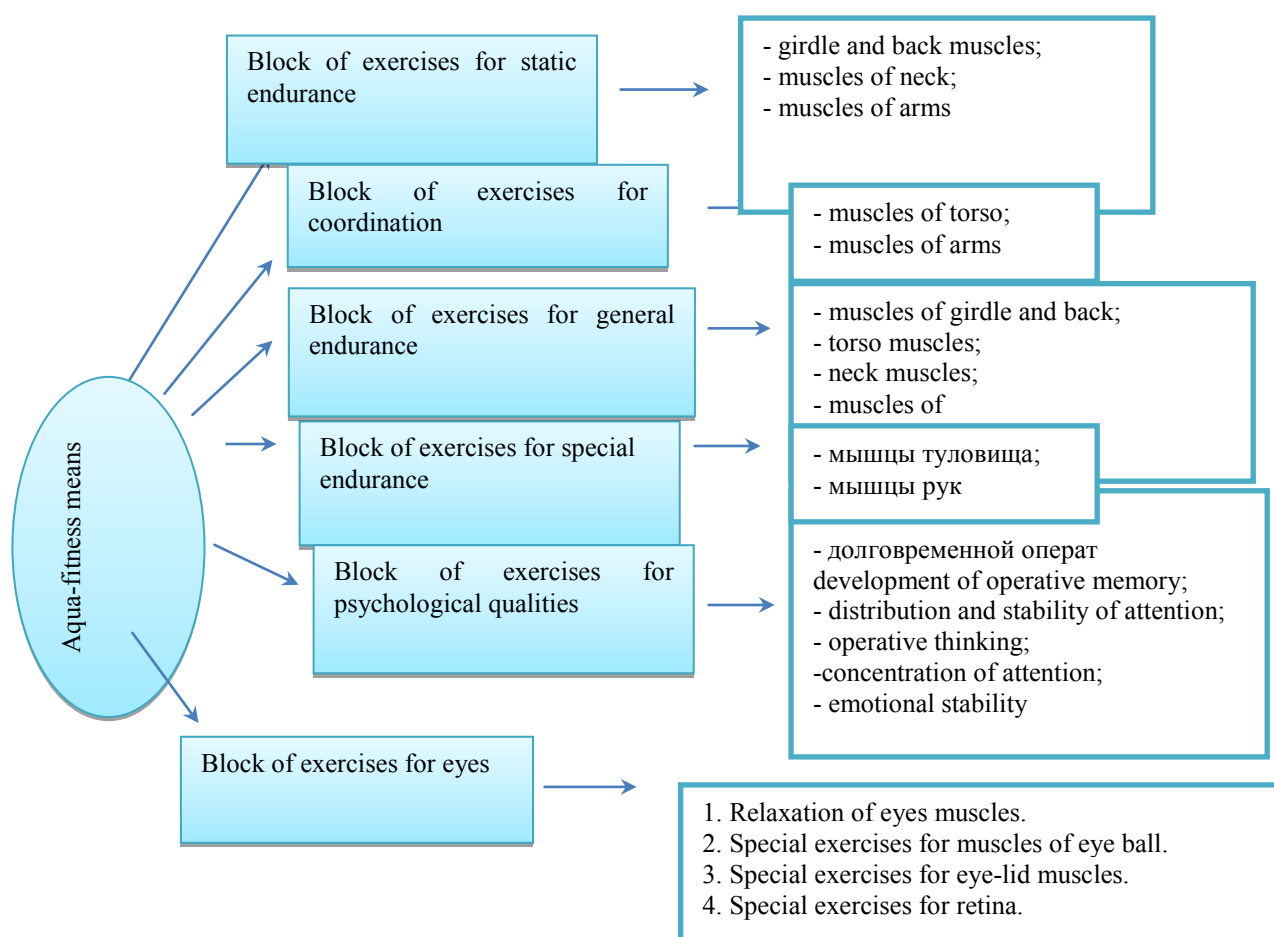 Aqua-fitness means
Block of exercises for static
endurance
- girdle and back muscles;
- muscles of neck;
- muscles of arms
Block of exercises for
coordination
- muscles of torso;
- muscles of arms
Block of exercises for general
endurance
- muscles of girdle and back;
- torso muscles;
- neck muscles;
- muscles of
Block of exercises for special
endurance
- мышцы туловища;
- мышцы рук
Block of exercises for
psychological qualities
- долговременной операт
development of operative memory;
- distribution and stability of attention;
- operative thinking;
-concentration of attention;
- emotional stability
Block of exercises for eyes
1. Relaxation of eyes muscles.
2. Special exercises for muscles of eye ball.
3. Special exercises for eye-lid muscles.
4. Special exercises for retina.